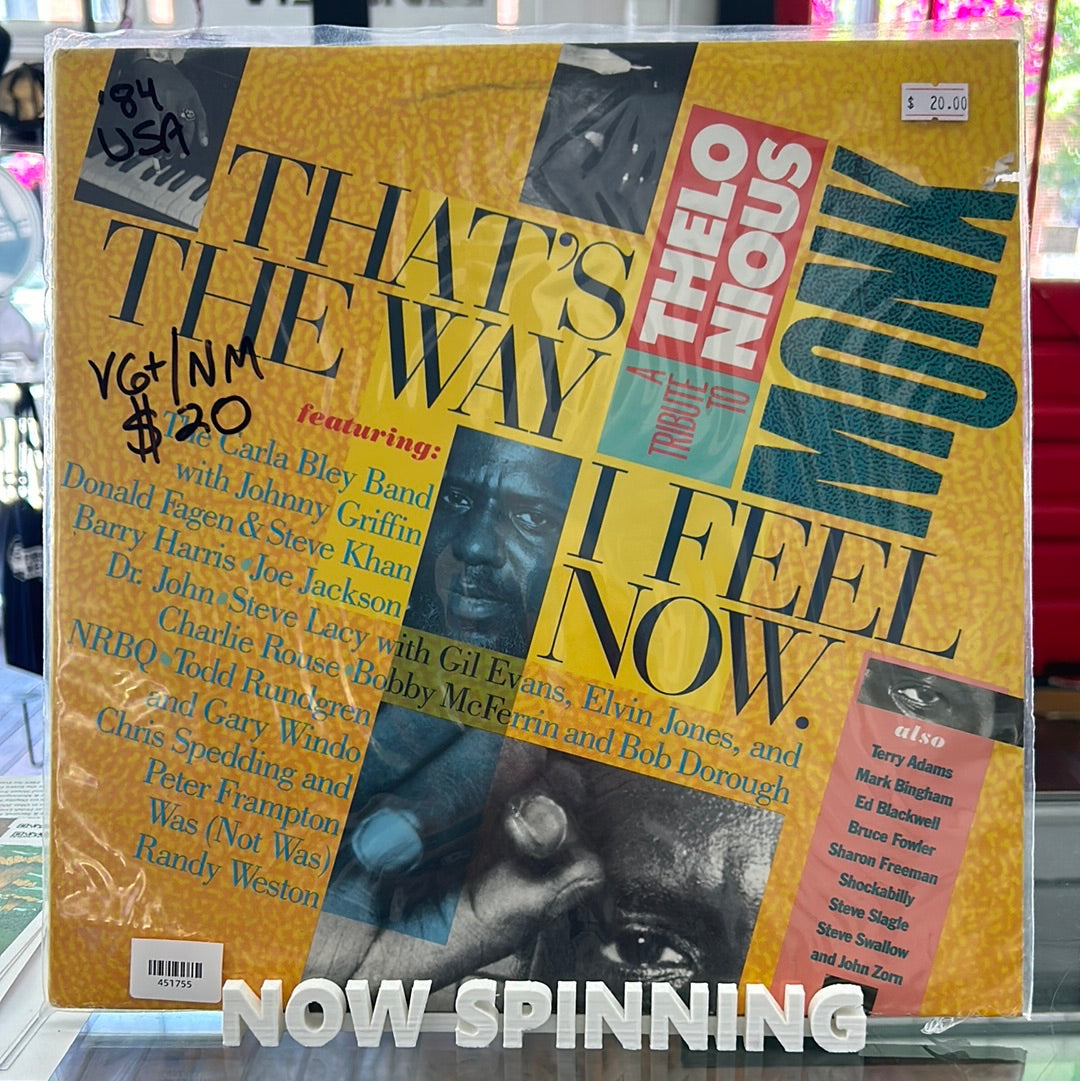 '84
USA
$ 20.00
THAT'S
THE WAY
I FEEL
NOW.
A
TRIBUTE
TO
THELO
NIOUS
MONK
VG+/NM
$20
featuring:
The Carla Bley Band
with Johnny Griffin
Donald Fagen & Steve Khan
Barry Harris • Joe Jackson
Dr. John • Steve Lacy with Gil Evans, Elvin Jones, and
Charlie Rouse • Bobby McFerrin and Bob Dorough
NRBQ • Todd Rundgren
and Gary Windo
Chris Spedding and
Peter Frampton
Was (Not Was)
Randy Weston
also
Terry Adams
Mark Bingham
Ed Blackwell
Bruce Fowler
Sharon Freeman
Shockabilly
Steve Slagle
Steve Swallow
and John Zorn
451755
NOW SPINNING